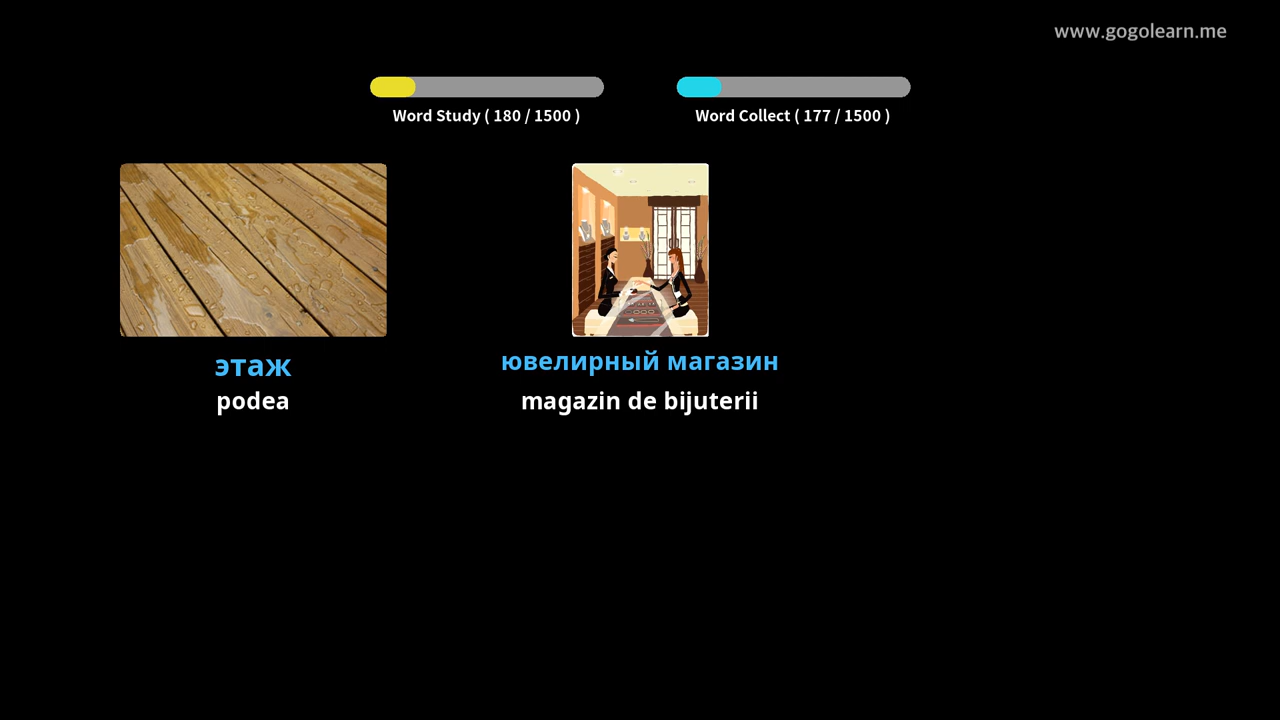 www.gogolearn.me
Word Study ( 180 / 1500 )
Word Collect ( 177 / 1500 )
этаж
podea
ювелирный магазин
magazin de bijuterii